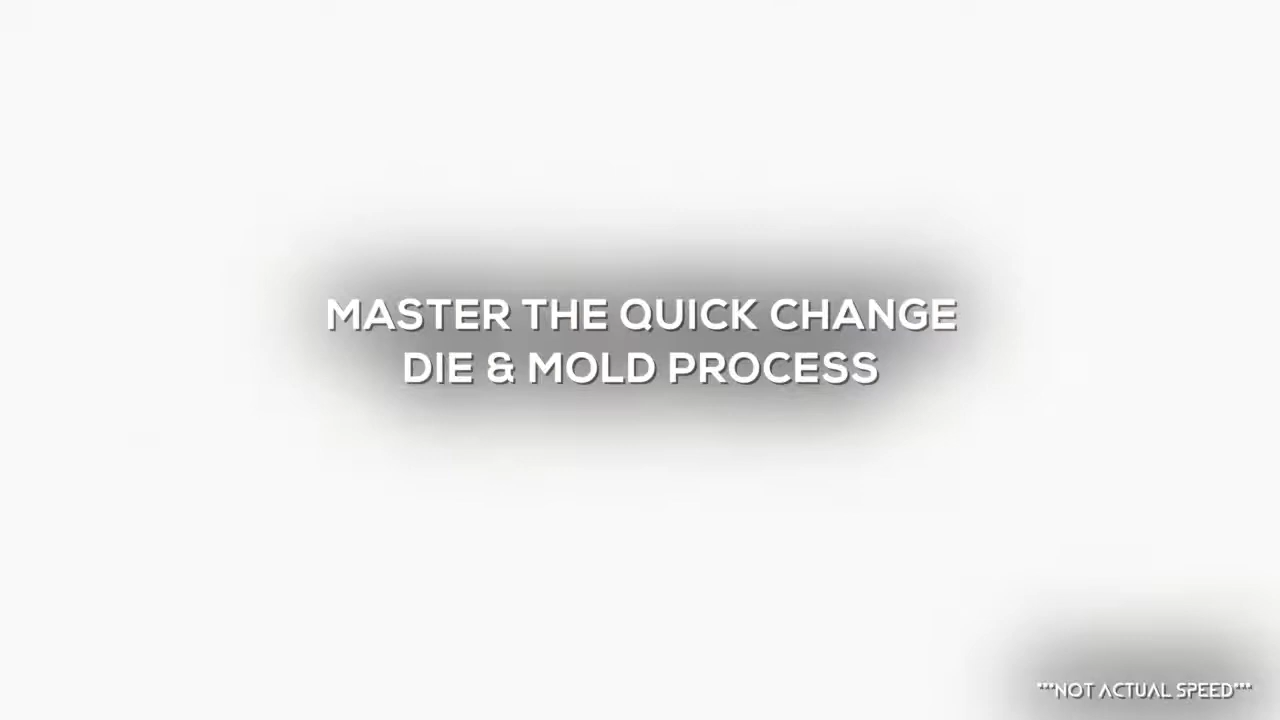 MASTER THE QUICK CHANGE
DIE & MOLD PROCESS
***NOT ACTUAL SPEED***